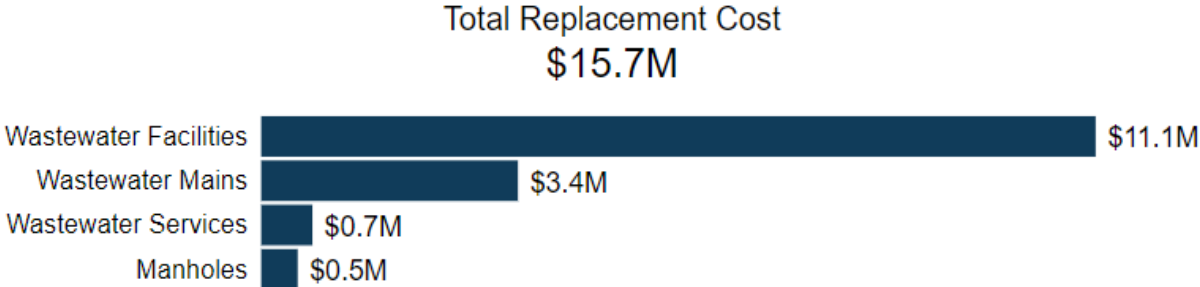 Total Replacement Cost
$15.7M
Wastewater Facilities $11.1M
Wastewater Mains $3.4M
Wastewater Services $0.7M
Manholes $0.5M